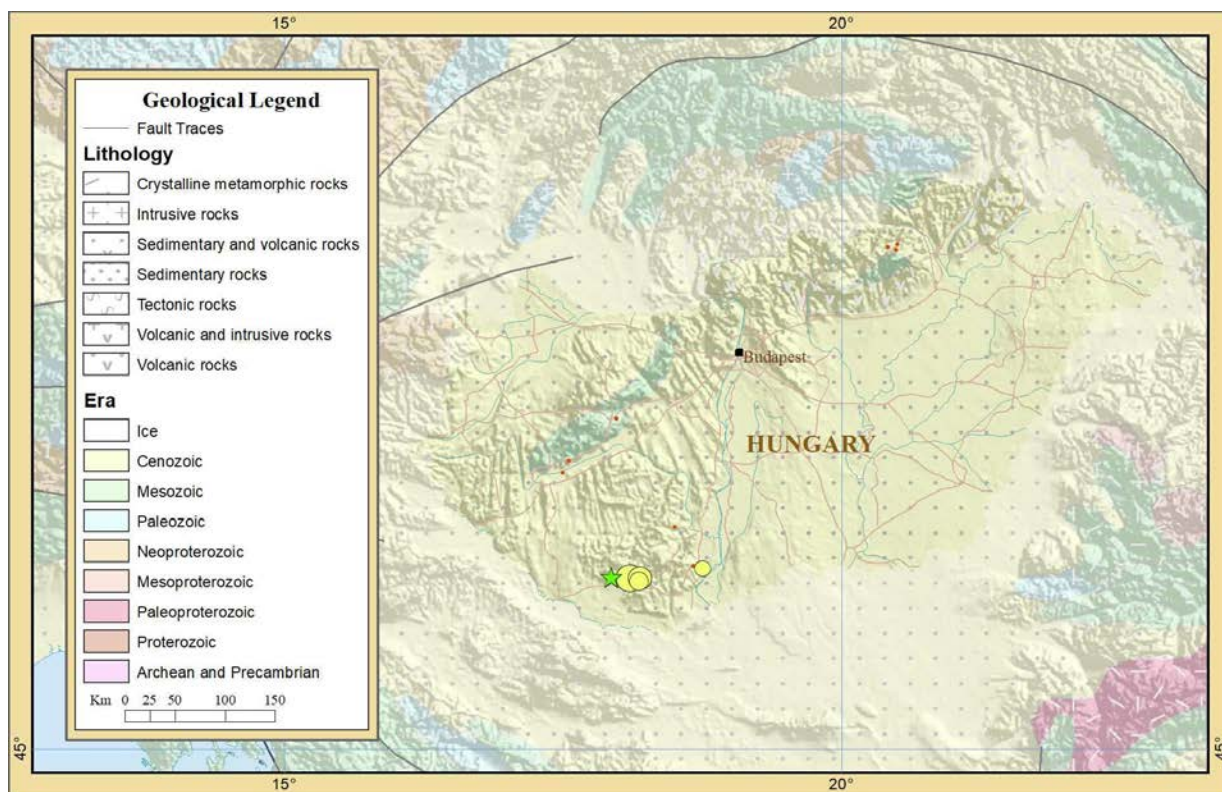 15°
20°
Geological Legend
Fault Traces
Lithology
Crystalline metamorphic rocks
Intrusive rocks
Sedimentary and volcanic rocks
Sedimentary rocks
Tectonic rocks
Volcanic and intrusive rocks
Volcanic rocks
Era
Ice
Cenozoic
Mesozoic
Paleozoic
Neoproterozoic
Mesoproterozoic
Paleoproterozoic
Proterozoic
Archean and Precambrian
Km 0 25 50 100 150
Budapest
HUNGARY
45°
45°
15°
20°